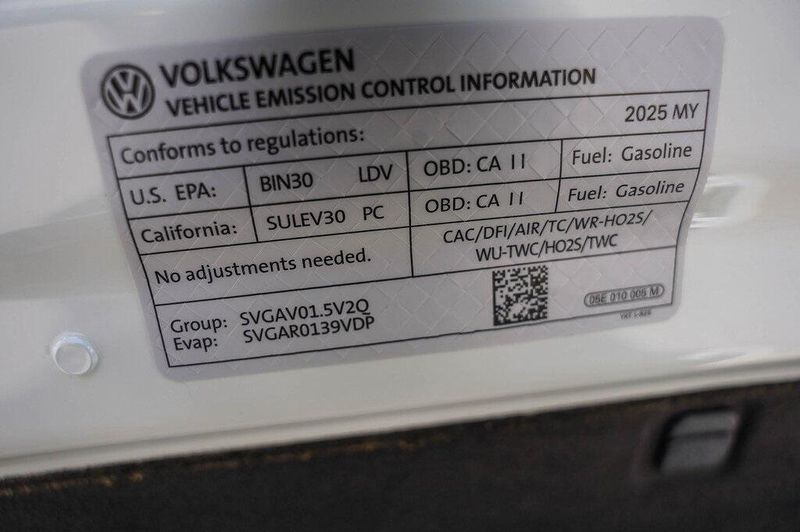 VOLKSWAGEN
VEHICLE EMISSION CONTROL INFORMATION
Conforms to regulations: 2025 MY
U.S. EPA: BIN30 LDV OBD: CA II Fuel: Gasoline
California: SULEV30 PC OBD: CA II Fuel: Gasoline
No adjustments needed. CAC/DFI/AIR/TC/WR-HO2S/
WU-TWC/HO2S/TWC
Group: SVGAV01.5V2Q
Evap: SVGAR0139VDP
05E 010 005 M